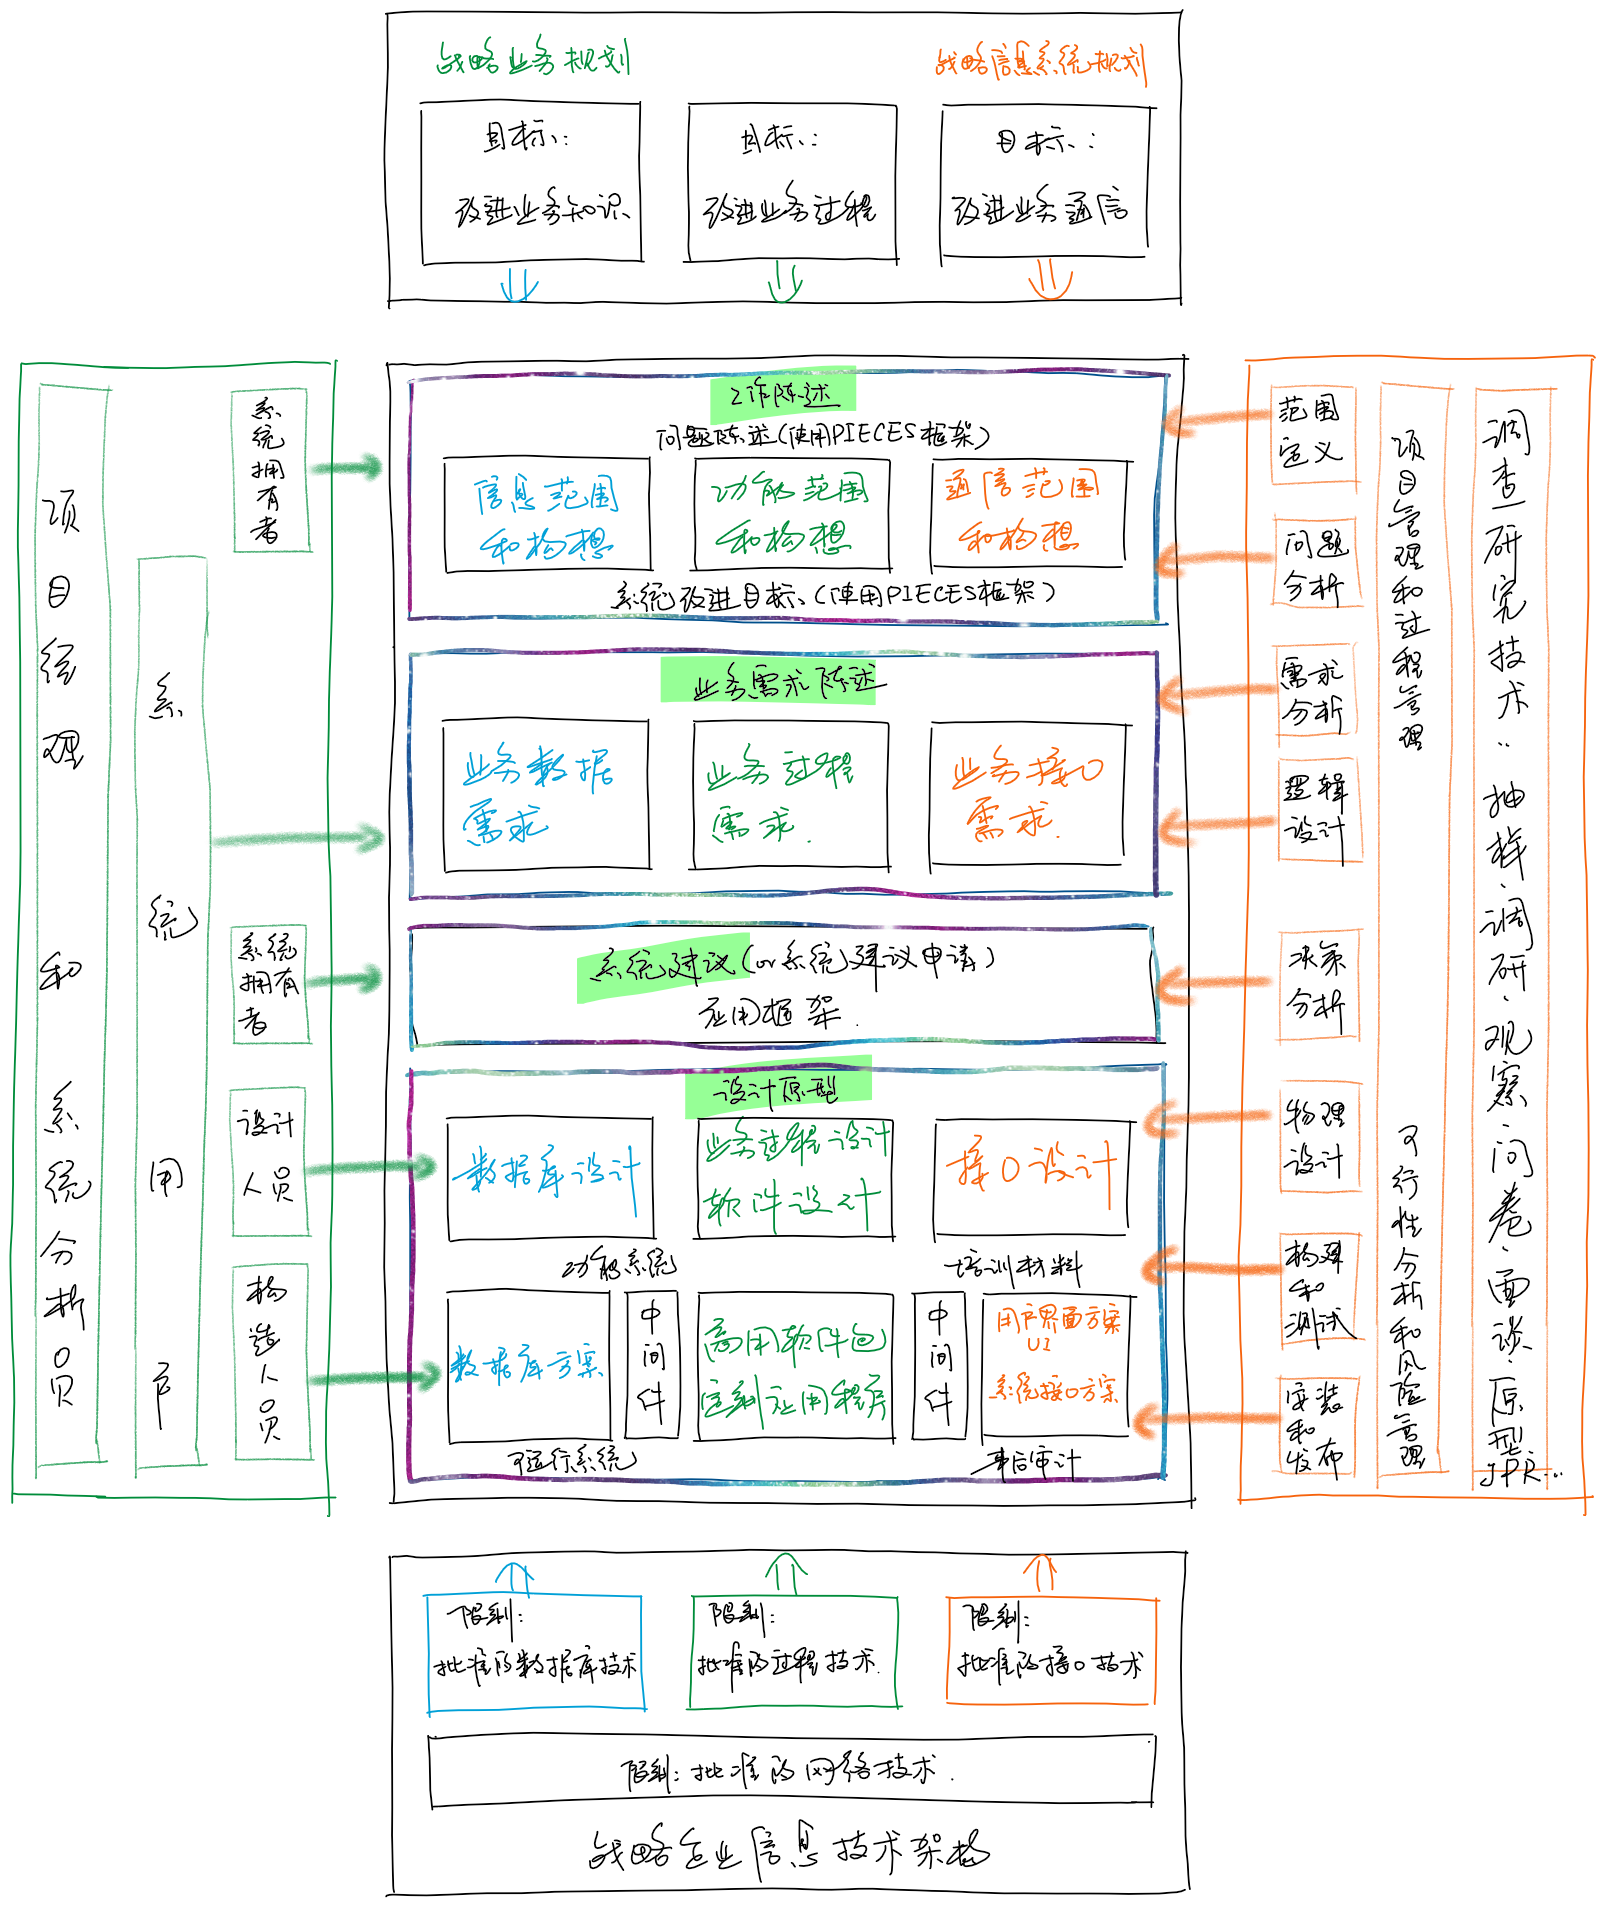 战略业务规划
战略信息系统规划
目标:
改进业务知识
目标:
改进业务过程
目标:
改进业务通信
项目经理和系统分析员
系统用户
系统拥有者
系统拥有者
设计人员
构造人员
工作陈述
问题陈述(使用PIECES框架)
信息范围
和构想
功能范围
和构想
通信范围
和构想
系统改进目标(使用PIECES框架)
业务需求陈述
业务数据
需求
业务过程
需求.
业务接口
需求.
系统建议(or系统建议申请)
应用框架.
设计原型
数据库设计
业务过程设计
软件设计
接口设计
功能系统
培训材料
数据库方案
中间件
商用软件包
定制应用程序
中间件
用户界面方案
UI
系统接口方案
可运行系统
事后审计
范围
定义
问题
分析
需求
分析
逻辑
设计
决策
分析
物理
设计
构建
和
测试
安装
和
发布
项目管理和过程管理
可行性分析和风险管理
调查研究技术:抽样.调研.观察.问卷.面谈.原型
JPR...
限制:
批准的数据库技术
限制:
批准的过程技术.
限制:
批准的接口技术
限制:批准的网络技术.
战略企业信息技术架构